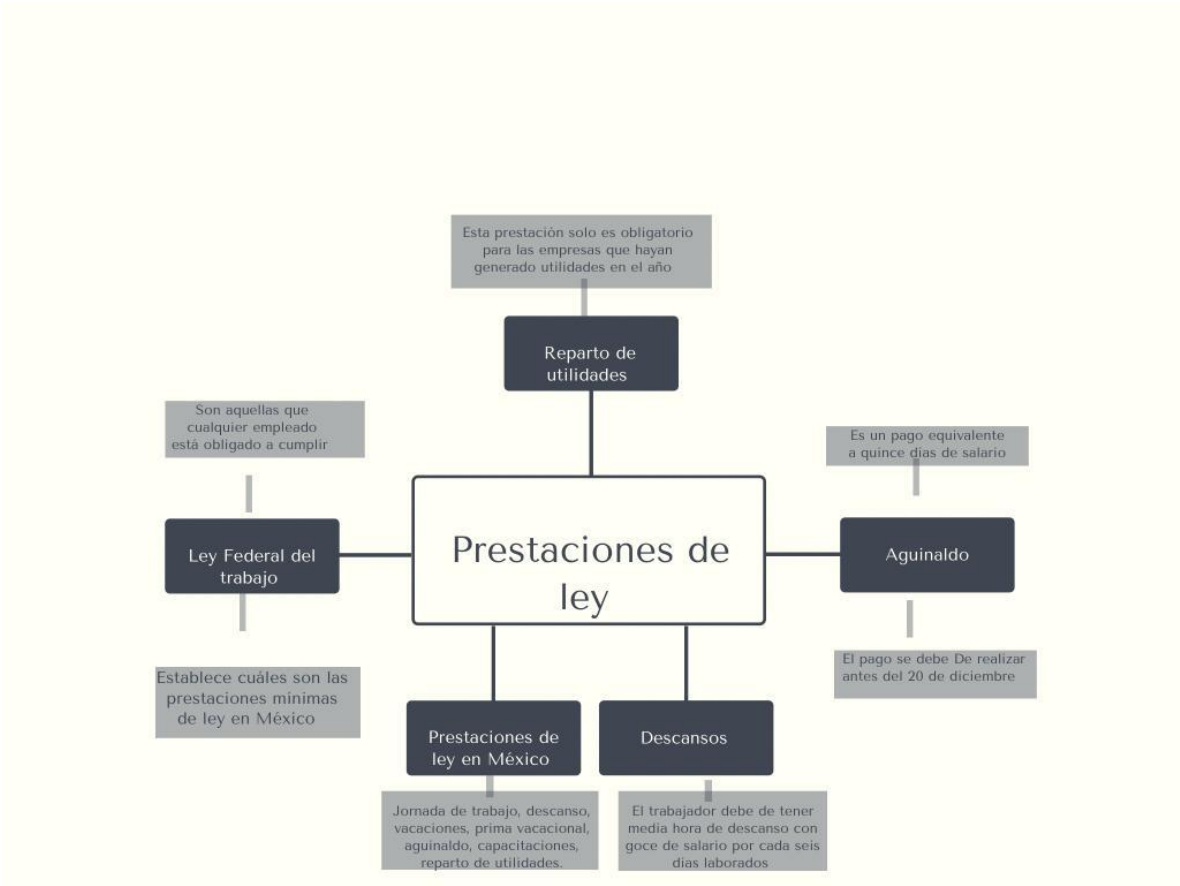 Esta prestación solo es obligatorio
para las empresas que hayan
generado utilidades en el año
Reparto de
utilidades
Son aquellas que
cualquier empleado
está obligado a cumplir
Es un pago equivalente
a quince días de salario
Ley Federal del
trabajo
Prestaciones de
ley
Aguinaldo
Establece cuáles son las
prestaciones mínimas
de ley en México
El pago se debe De realizar
antes del 20 de diciembre
Prestaciones de
ley en México
Descansos
Jornada de trabajo, descanso,
vacaciones, prima vacacional,
aguinaldo, capacitaciones,
reparto de utilidades.
El trabajador debe de tener
media hora de descanso con
goce de salario por cada seis
días laborados